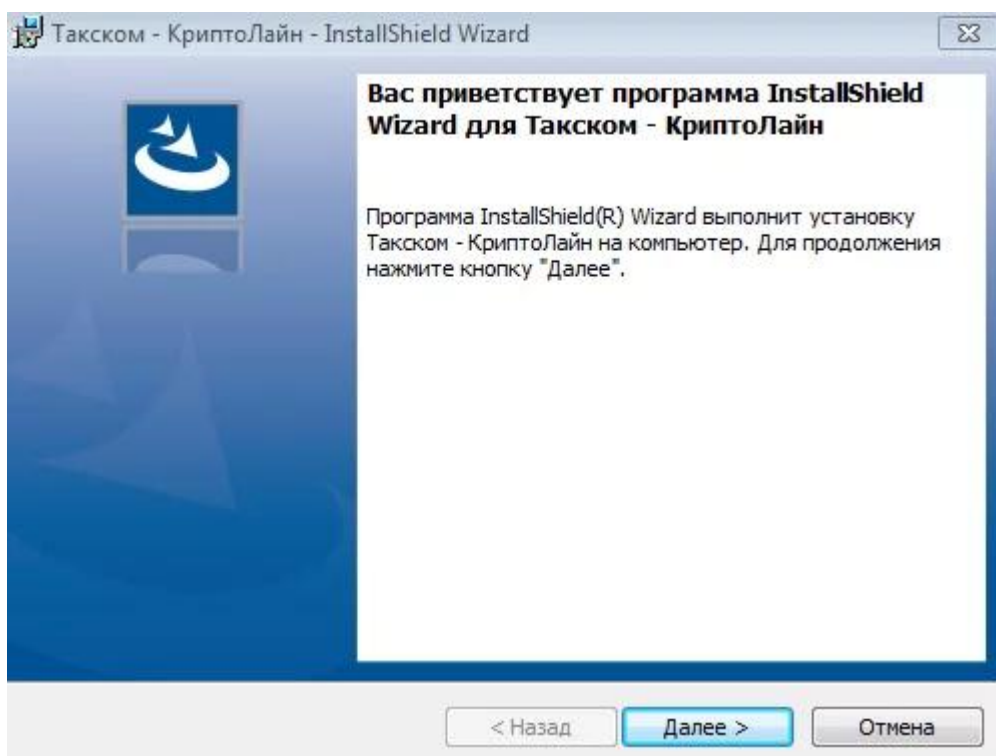 Такском - КриптоЛайн - InstallShield Wizard
Вас приветствует программа InstallShield
Wizard для Такском - КриптоЛайн
Программа InstallShield(R) Wizard выполнит установку
Такском - КриптоЛайн на компьютер. Для продолжения
нажмите кнопку "Далее".
< Назад
Далее >
Отмена